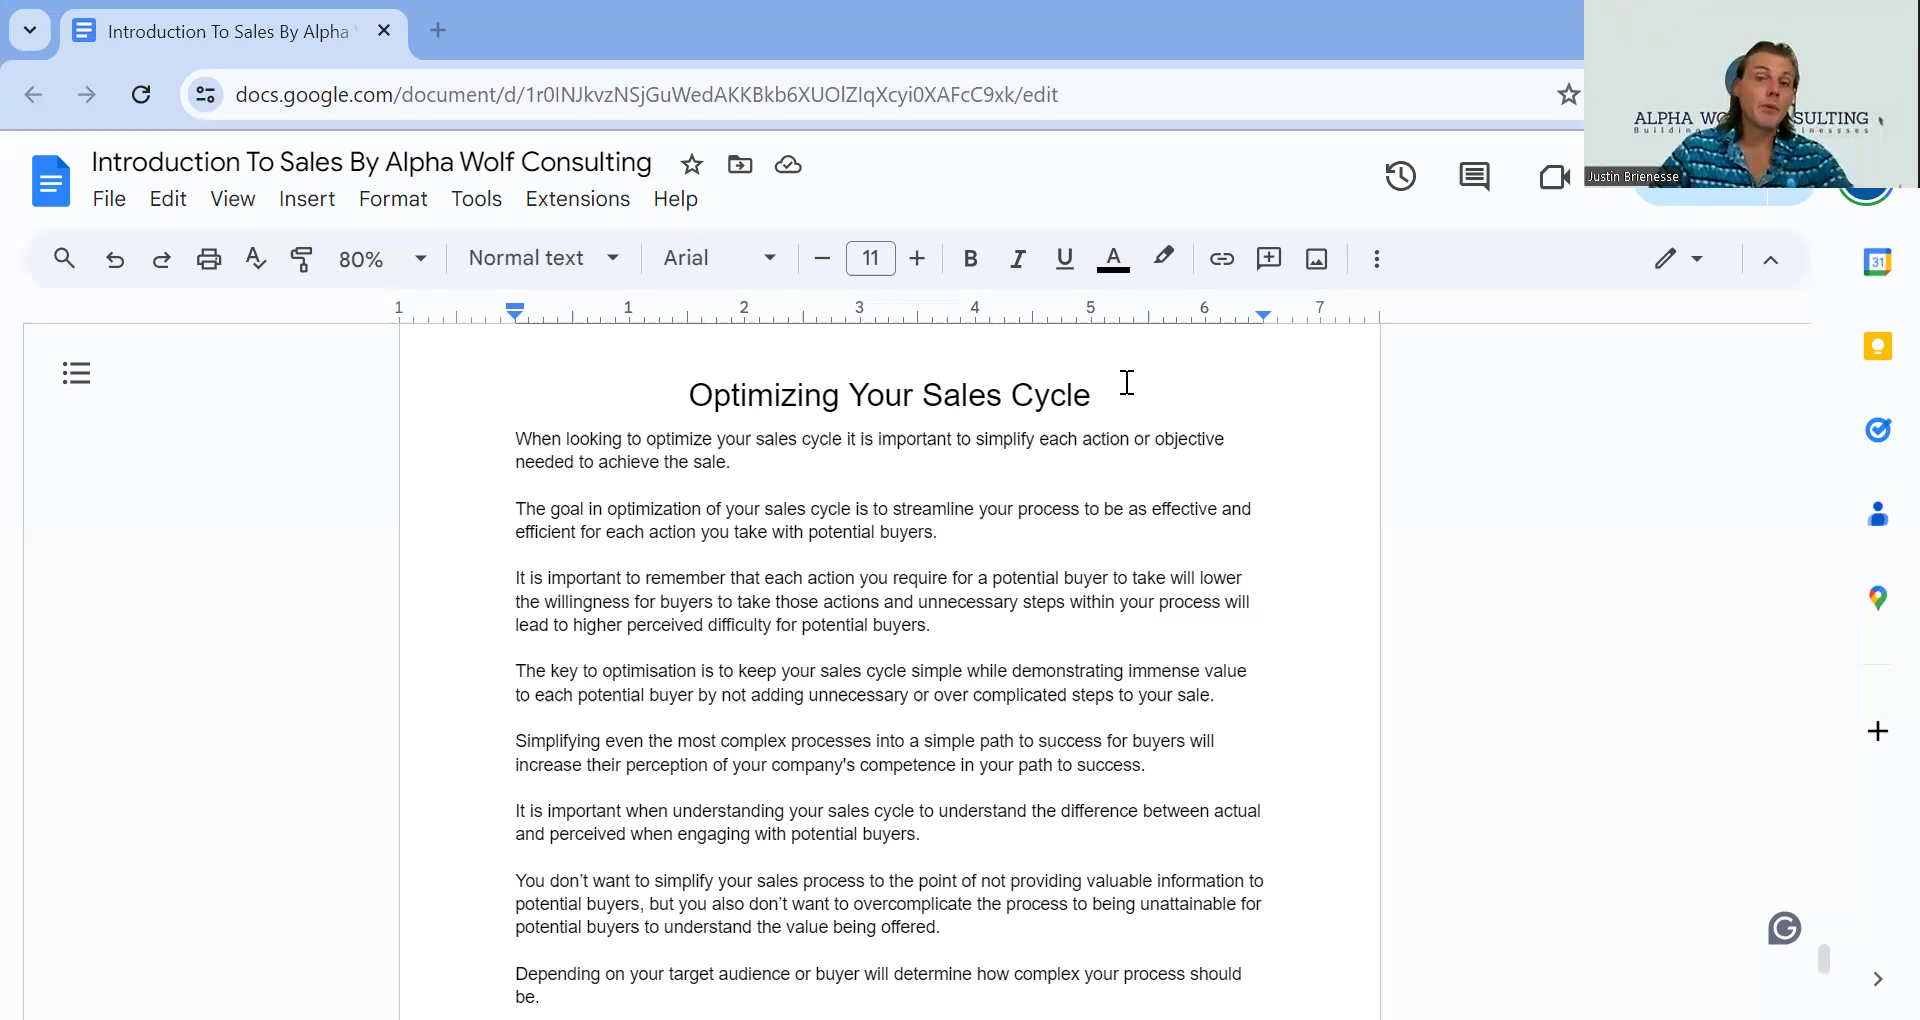 Introduction To Sales By Alpha
docs.google.com/document/d/1r0INJkvzNSjGuWedAKKBkb6XUOlZIqXcyi0XAFcC9xk/edit
Introduction To Sales By Alpha Wolf Consulting
File Edit View Insert Format Tools Extensions Help
ALPHA WO SULTING
Building inesses
Justin Brienesse
80% Normal text Arial 11 B I U A
31
1 1 2 3 4 5 6 7
Optimizing Your Sales Cycle
When looking to optimize your sales cycle it is important to simplify each action or objective
needed to achieve the sale.
The goal in optimization of your sales cycle is to streamline your process to be as effective and
efficient for each action you take with potential buyers.
It is important to remember that each action you require for a potential buyer to take will lower
the willingness for buyers to take those actions and unnecessary steps within your process will
lead to higher perceived difficulty for potential buyers.
The key to optimisation is to keep your sales cycle simple while demonstrating immense value
to each potential buyer by not adding unnecessary or over complicated steps to your sale.
Simplifying even the most complex processes into a simple path to success for buyers will
increase their perception of your company's competence in your path to success.
It is important when understanding your sales cycle to understand the difference between actual
and perceived when engaging with potential buyers.
You don’t want to simplify your sales process to the point of not providing valuable information to
potential buyers, but you also don’t want to overcomplicate the process to being unattainable for
potential buyers to understand the value being offered.
Depending on your target audience or buyer will determine how complex your process should
be.